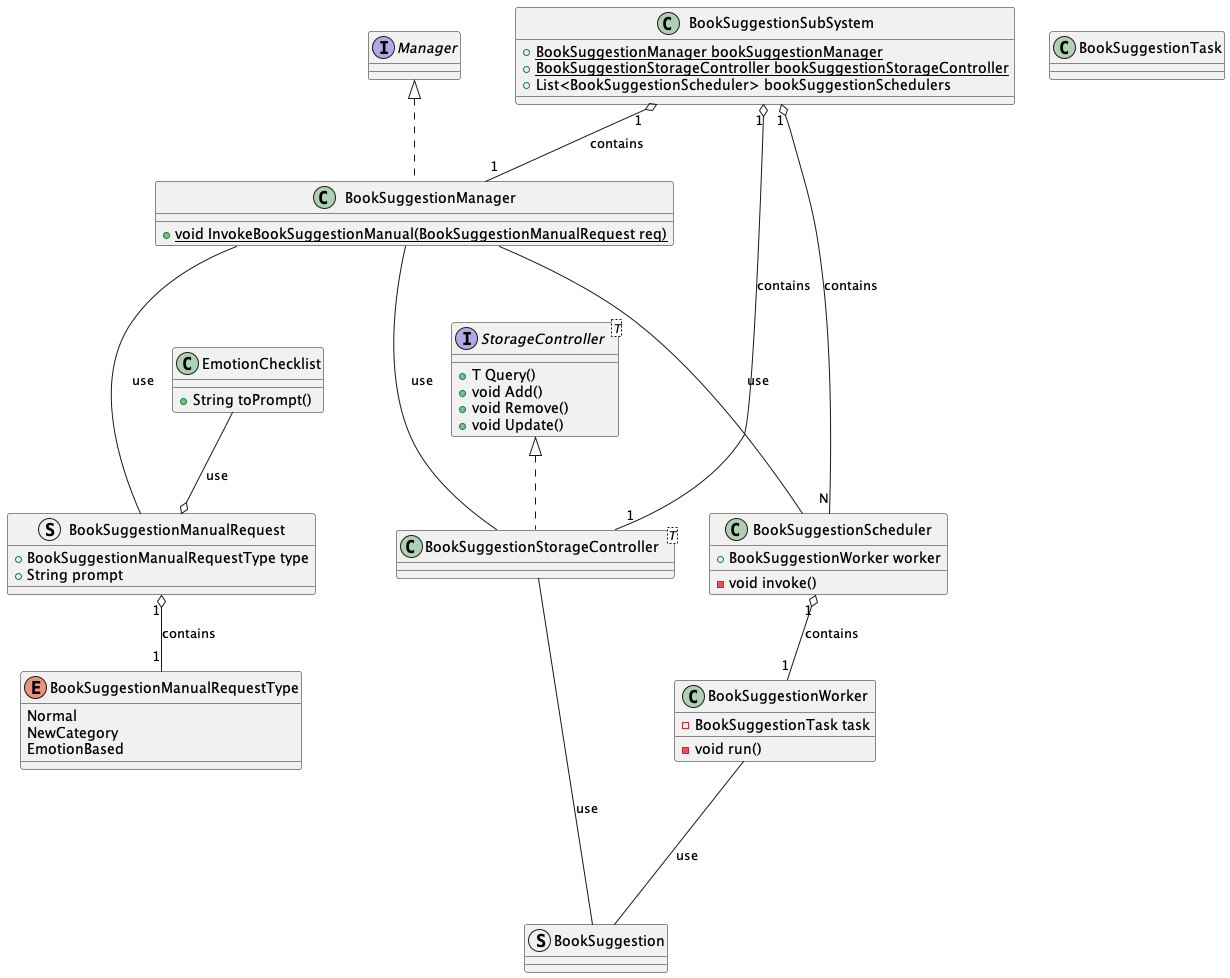 C BookSuggestionSubSystem
BookSuggestionManager bookSuggestionManager
BookSuggestionStorageController bookSuggestionStorageController
List<BookSuggestionScheduler> bookSuggestionSchedulers
I Manager
C BookSuggestionTask
1
1
1
contains
1
C BookSuggestionManager
void InvokeBookSuggestionManual(BookSuggestionManualRequest req)
contains
contains
I StorageController T
T Query()
void Add()
void Remove()
void Update()
C EmotionChecklist
String toPrompt()
use
use
use
use
N
1
S BookSuggestionManualRequest
BookSuggestionManualRequestType type
String prompt
C BookSuggestionStorageController T
C BookSuggestionScheduler
BookSuggestionWorker worker
void invoke()
1
contains
1
1
contains
1
E BookSuggestionManualRequestType
Normal
NewCategory
EmotionBased
C BookSuggestionWorker
BookSuggestionTask task
void run()
use
use
S BookSuggestion